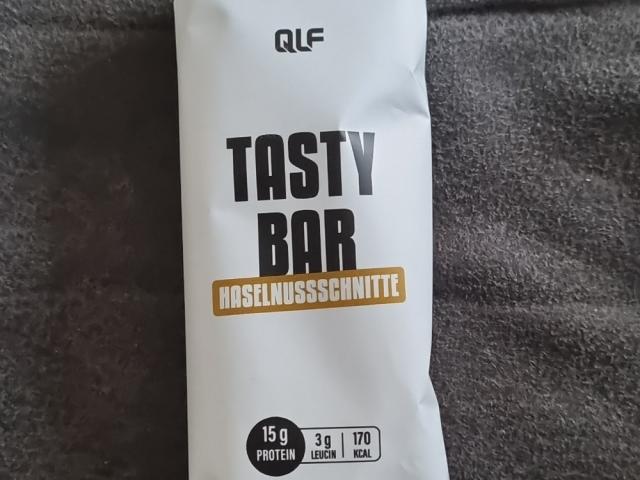 QLF
TASTY
BAR
HASELNUSSSCHNITTE
15 g
PROTEIN
3 g
LEUCIN
170
KCAL